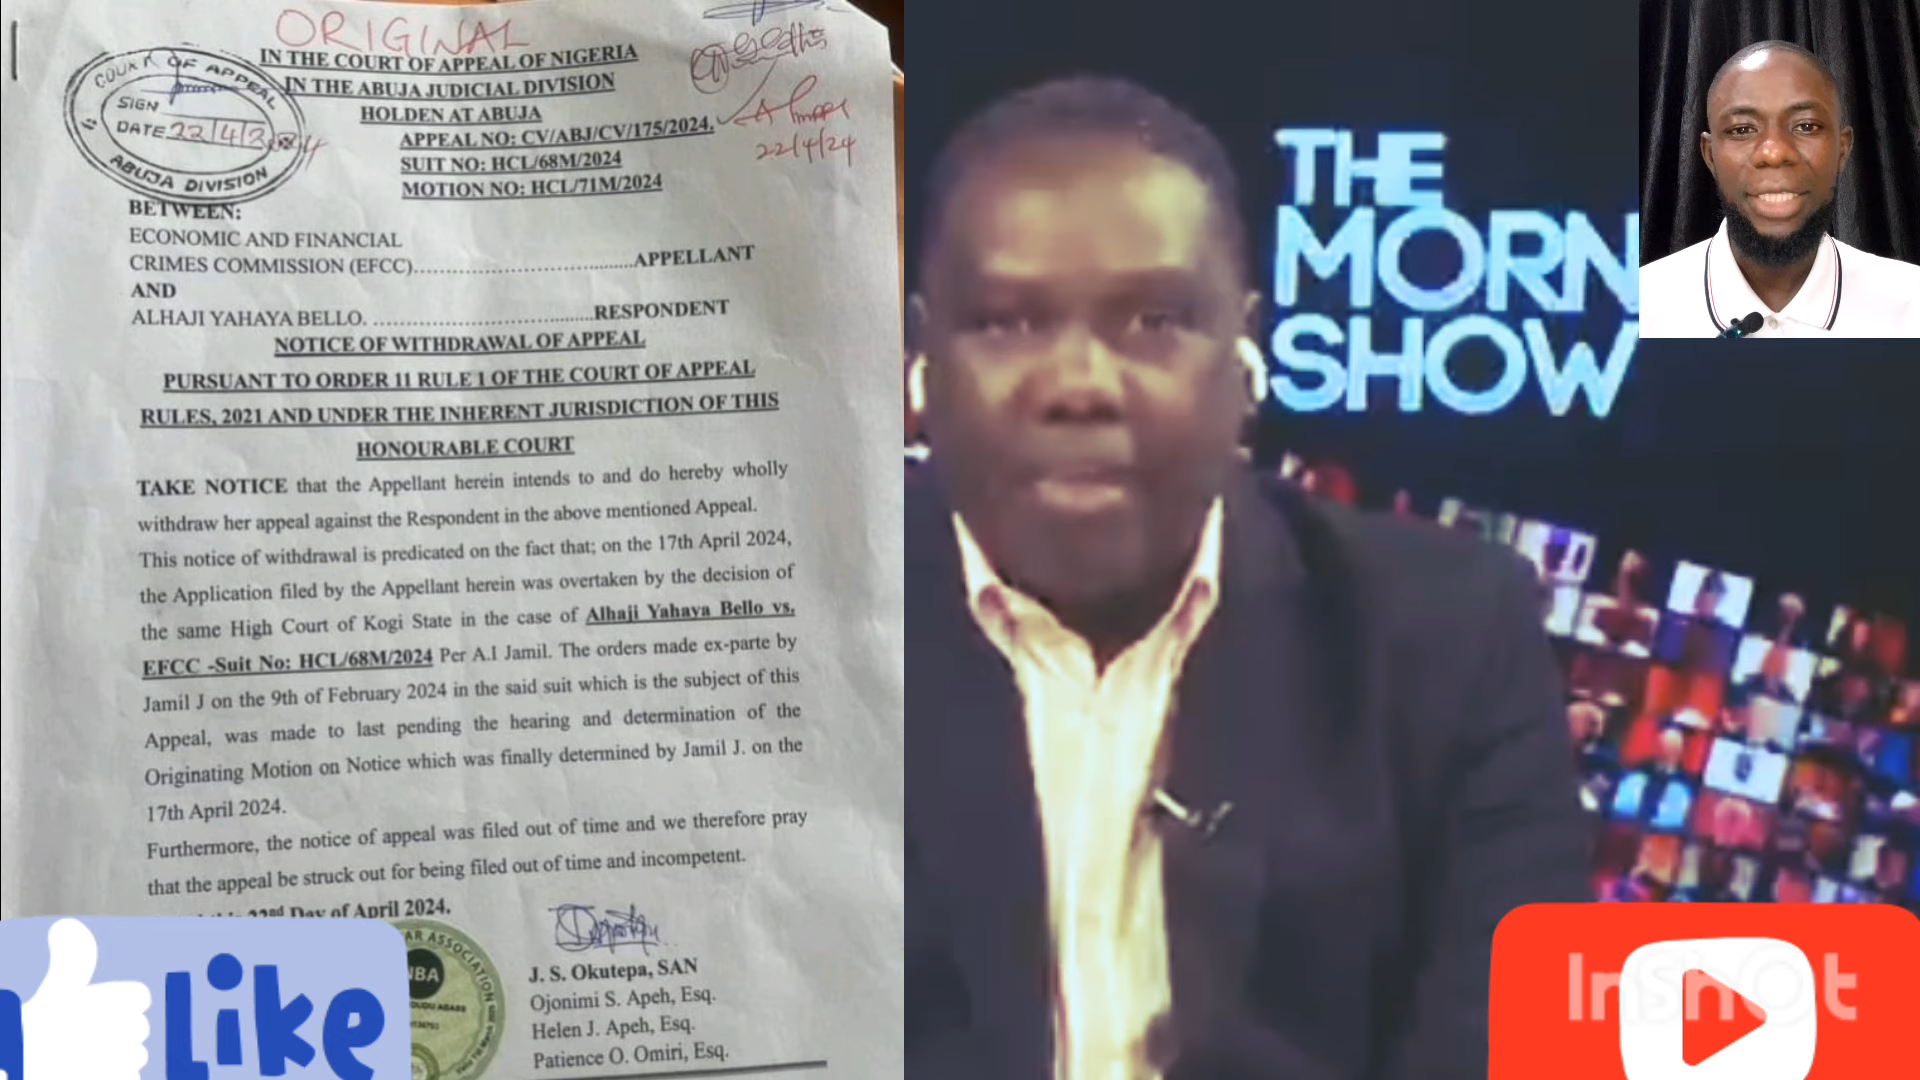 ORIGINAL
IN THE COURT OF APPEAL OF NIGERIA
IN THE ABUJA JUDICIAL DIVISION
HOLDEN AT ABUJA
APPEAL NO: CV/ABJ/CV/175/2024.
SUIT NO: HCL/68M/2024
MOTION NO: HCL/71M/2024
COURT OF APPEAL
SIGN
DATE 22/4/2024
ABUJA DIVISION
22/4/24
BETWEEN:
ECONOMIC AND FINANCIAL
CRIMES COMMISSION (EFCC)..................................APPELLANT
AND
ALHAJI YAHAYA BELLO. ..................................RESPONDENT
NOTICE OF WITHDRAWAL OF APPEAL
PURSUANT TO ORDER 11 RULE 1 OF THE COURT OF APPEAL
RULES, 2021 AND UNDER THE INHERENT JURISDICTION OF THIS
HONOURABLE COURT
TAKE NOTICE that the Appellant herein intends to and do hereby wholly
withdraw her appeal against the Respondent in the above mentioned Appeal.
This notice of withdrawal is predicated on the fact that; on the 17th April 2024,
the Application filed by the Appellant herein was overtaken by the decision of
the same High Court of Kogi State in the case of Alhaji Yahaya Bello vs.
EFCC -Suit No: HCL/68M/2024 Per A.I Jamil. The orders made ex-parte by
Jamil J on the 9th of February 2024 in the said suit which is the subject of this
Appeal, was made to last pending the hearing and determination of the
Originating Motion on Notice which was finally determined by Jamil J. on the
17th April 2024.
Furthermore, the notice of appeal was filed out of time and we therefore pray
that the appeal be struck out for being filed out of time and incompetent.
22nd Day of April 2024.
AR ASSOCIATION
NBA
J. S. Okutepa, SAN
Ojonimi S. Apeh, Esq.
Helen J. Apeh, Esq.
Patience O. Omiri, Esq.
Like
THE
MORN
SHOW
InShOt